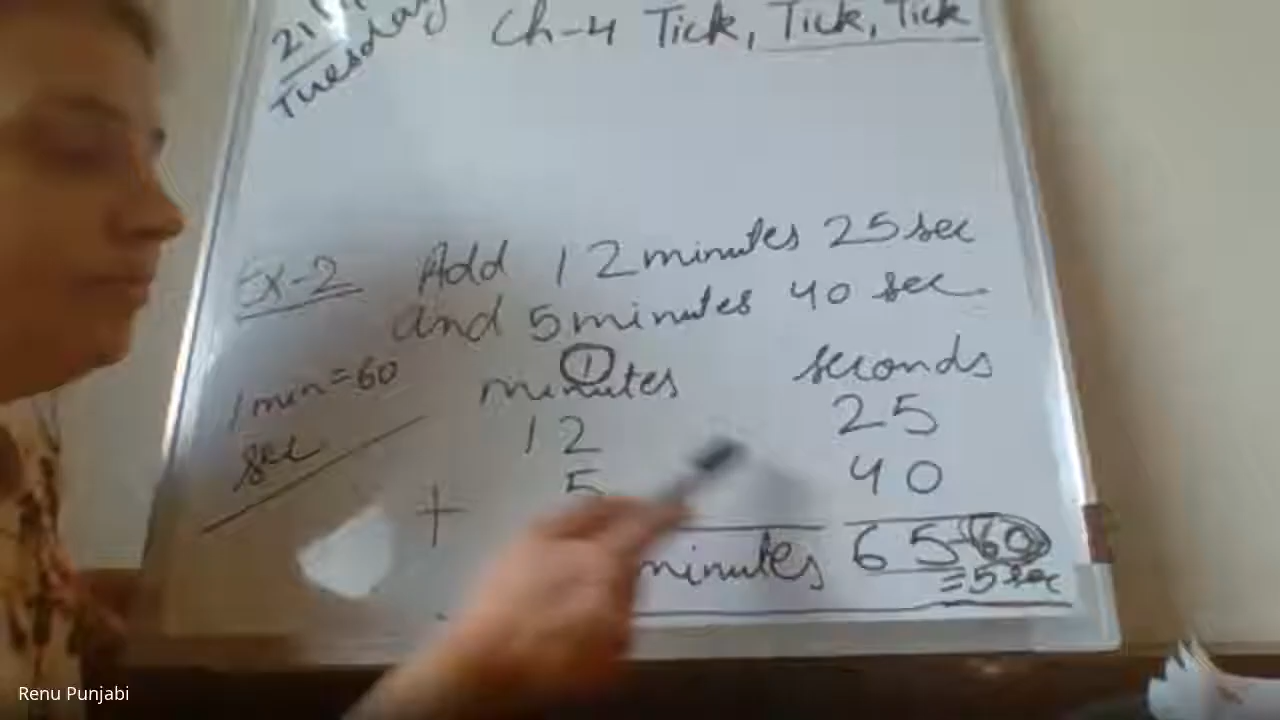 21
Tuesday
Ch-4 Tick, Tick, Tick
Ex-2 Add 12 minutes 25 sec
and 5 minutes 40 sec
1 min = 60
sec
1
minutes seconds
12 25
+ 5 40
minutes 65-60
=5 sec
Renu Punjabi